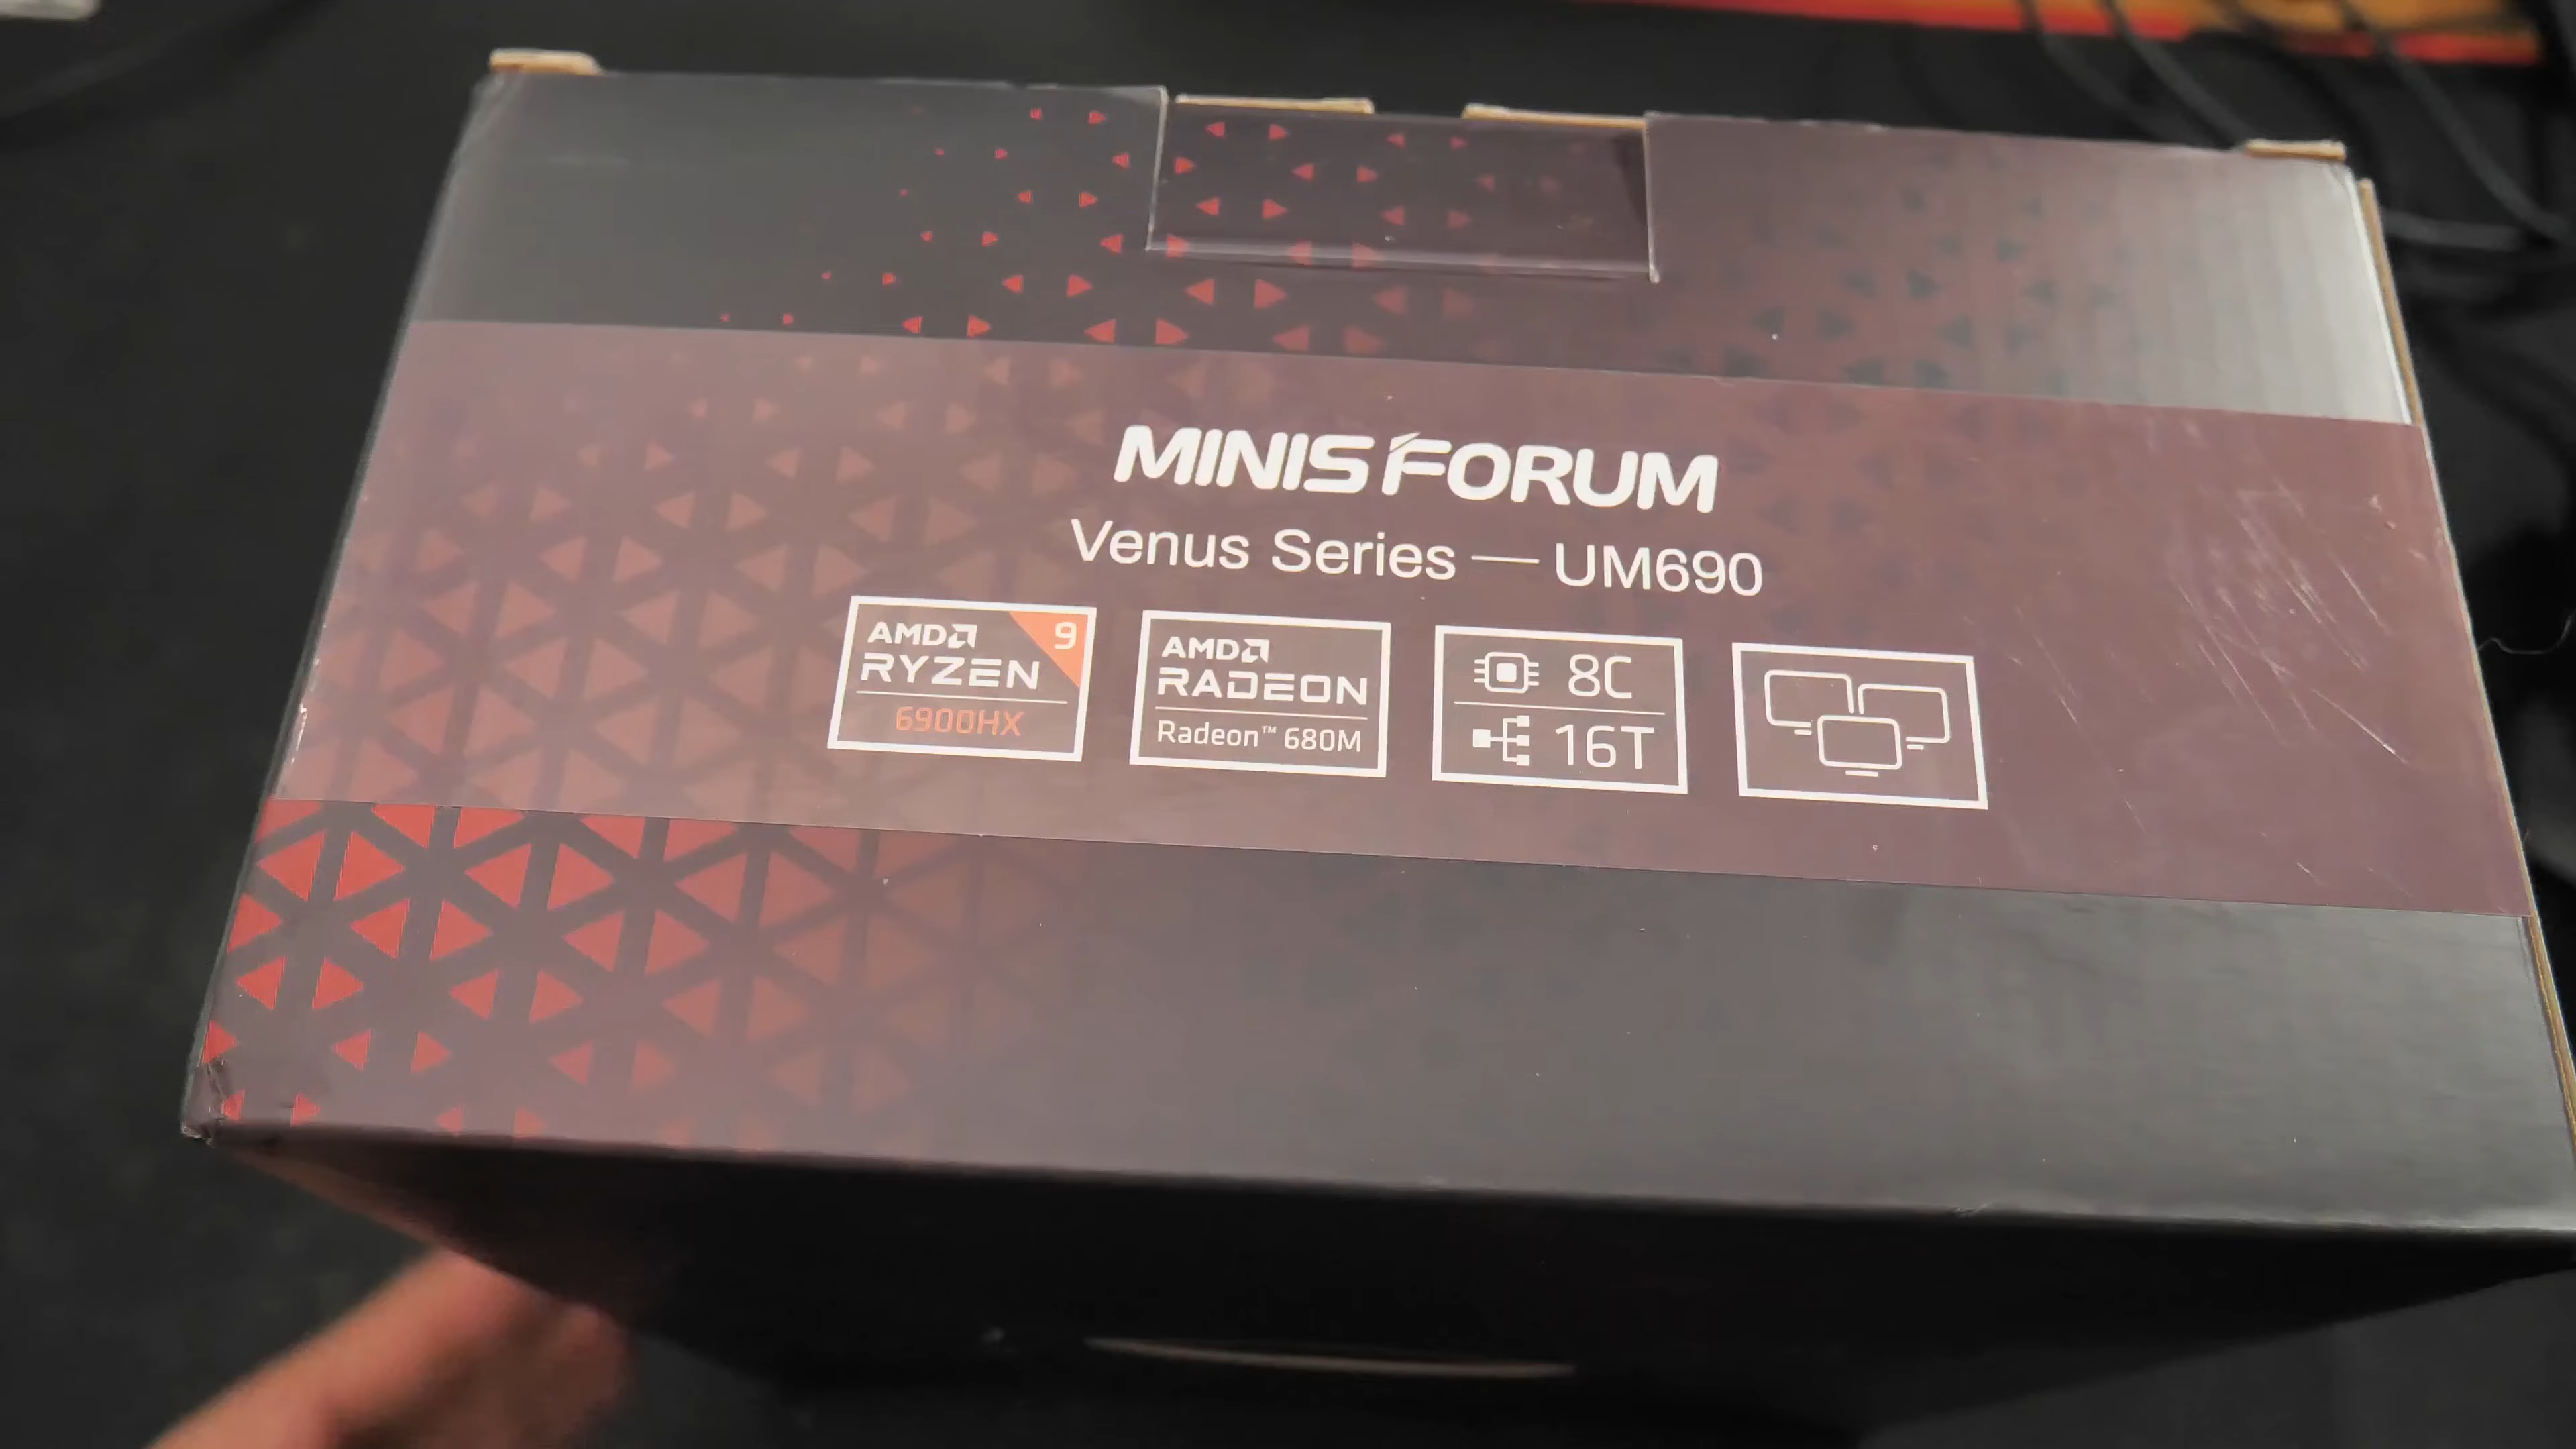 MINISFORUM
Venus Series — UM690
AMD
RYZEN
9
6900HX
AMD
RADEON
Radeon™ 680M
8C
16T